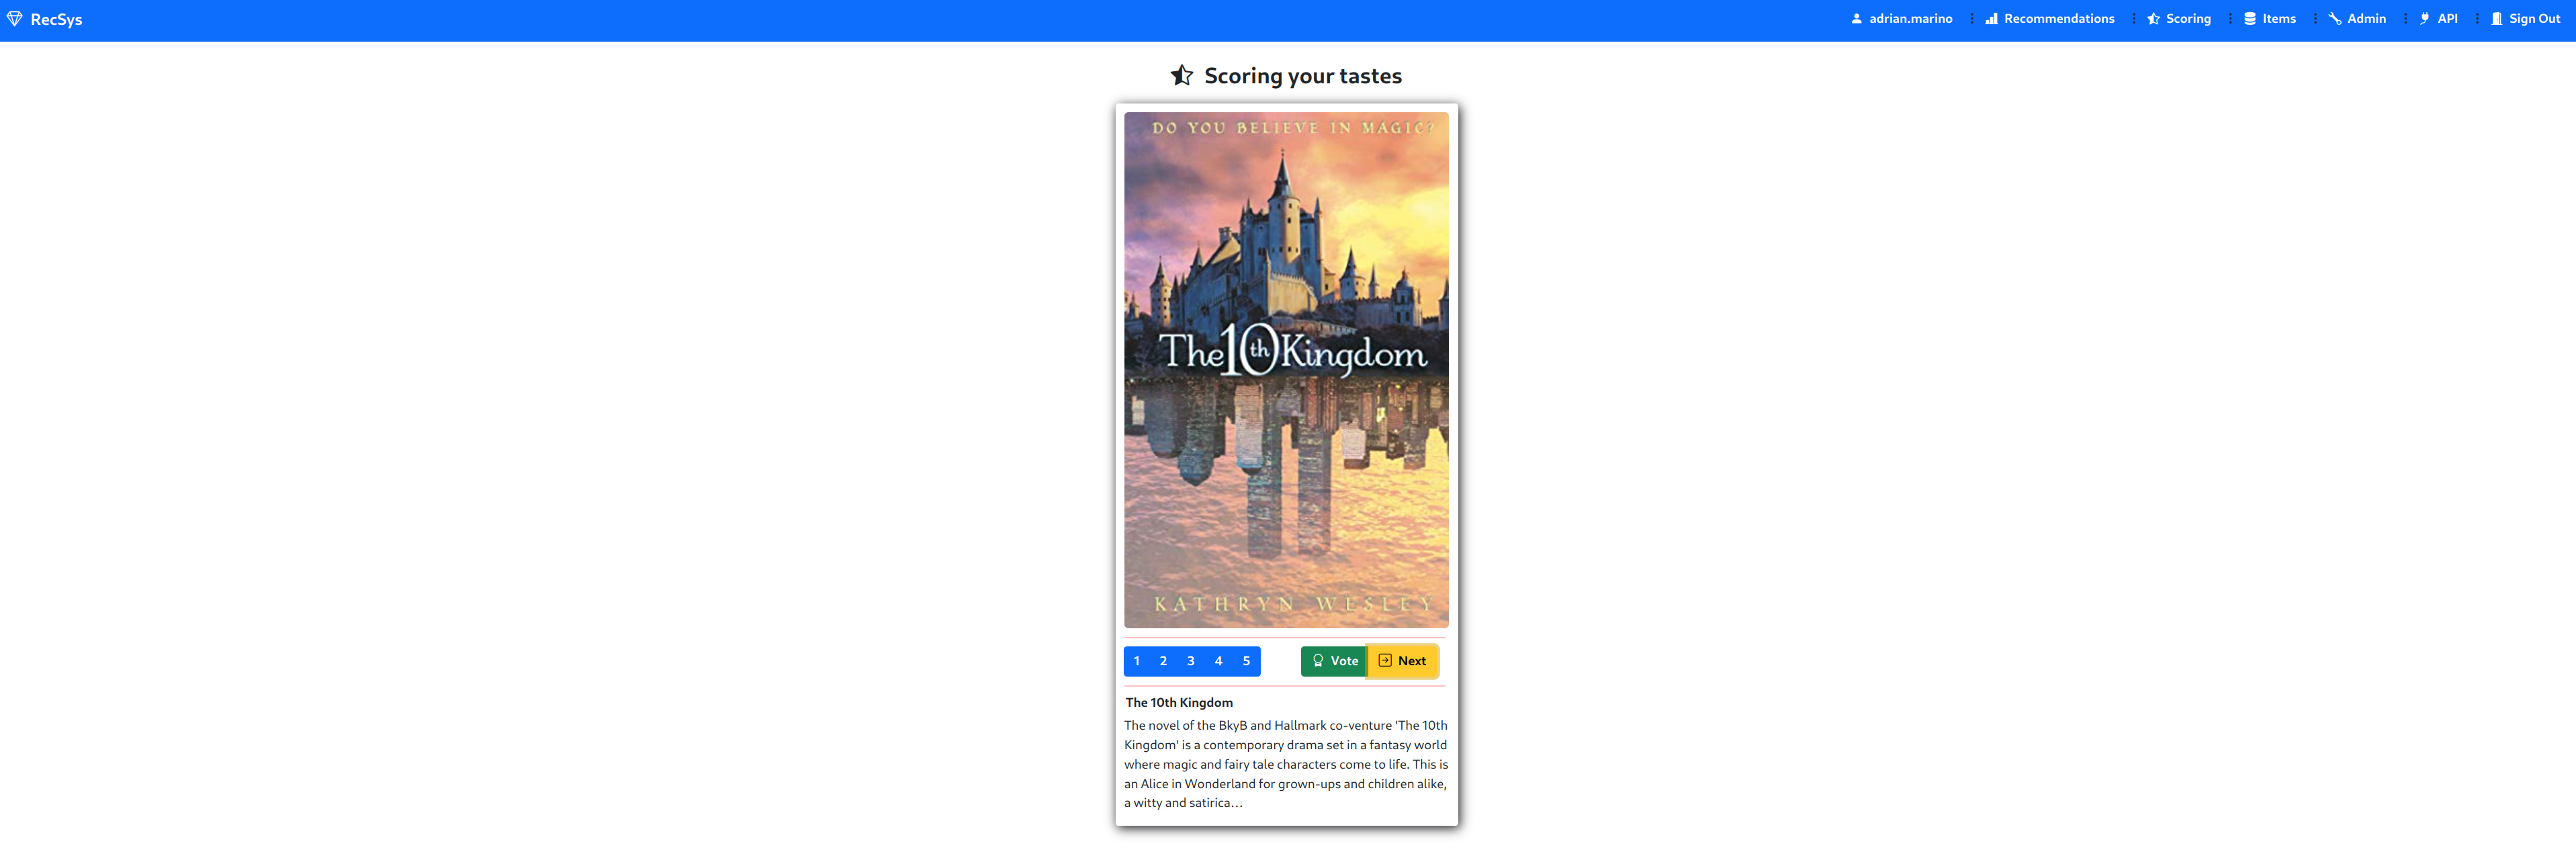 RecSys
adrian.marino
Recommendations
Scoring
Items
Admin
API
Sign Out
Scoring your tastes
DO YOU BELIEVE IN MAGIC?
The 10th Kingdom
KATHRYN WESLEY
1 2 3 4 5
Vote
Next
The 10th Kingdom
The novel of the BkyB and Hallmark co-venture 'The 10th
Kingdom' is a contemporary drama set in a fantasy world
where magic and fairy tale characters come to life. This is
an Alice in Wonderland for grown-ups and children alike,
a witty and satirica...